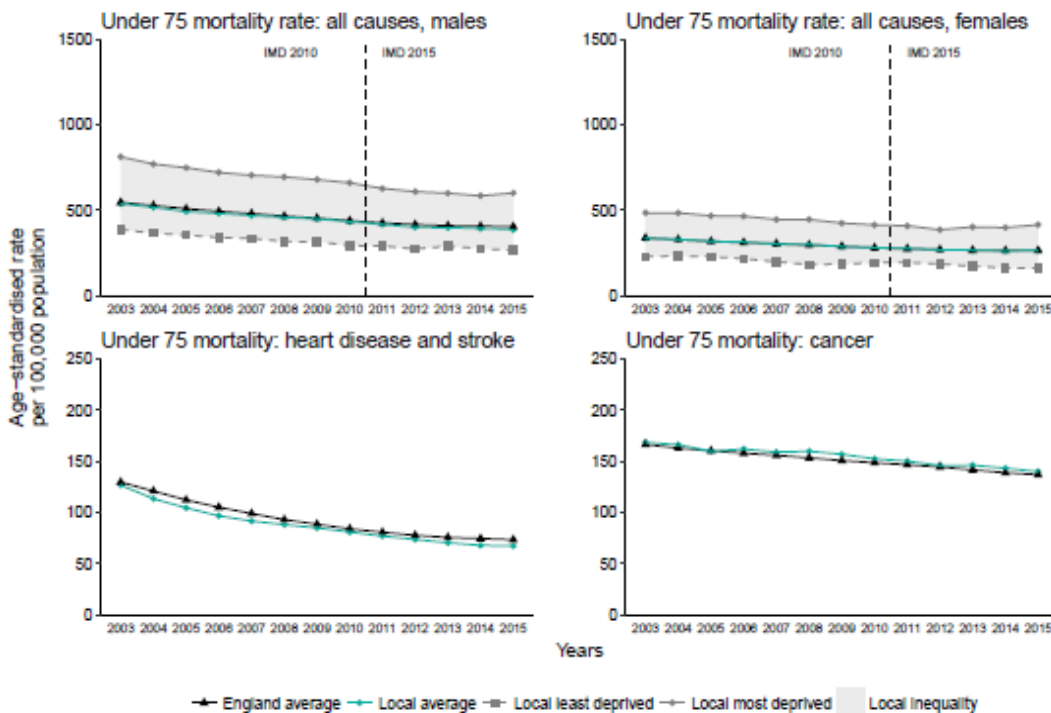 Under 75 mortality rate: all causes, males
1500
1000
500
0
IMD 2010
IMD 2015
2003 2004 2005 2006 2007 2008 2009 2010 2011 2012 2013 2014 2015
Under 75 mortality rate: all causes, females
1500
1000
500
0
IMD 2010
IMD 2015
2003 2004 2005 2006 2007 2008 2009 2010 2011 2012 2013 2014 2015
Age−standardised rate
per 100,000 population
Under 75 mortality: heart disease and stroke
250
200
150
100
50
0
2003 2004 2005 2006 2007 2008 2009 2010 2011 2012 2013 2014 2015
Under 75 mortality: cancer
250
200
150
100
50
0
2003 2004 2005 2006 2007 2008 2009 2010 2011 2012 2013 2014 2015
Years
England average
Local average
Local least deprived
Local most deprived
Local inequality